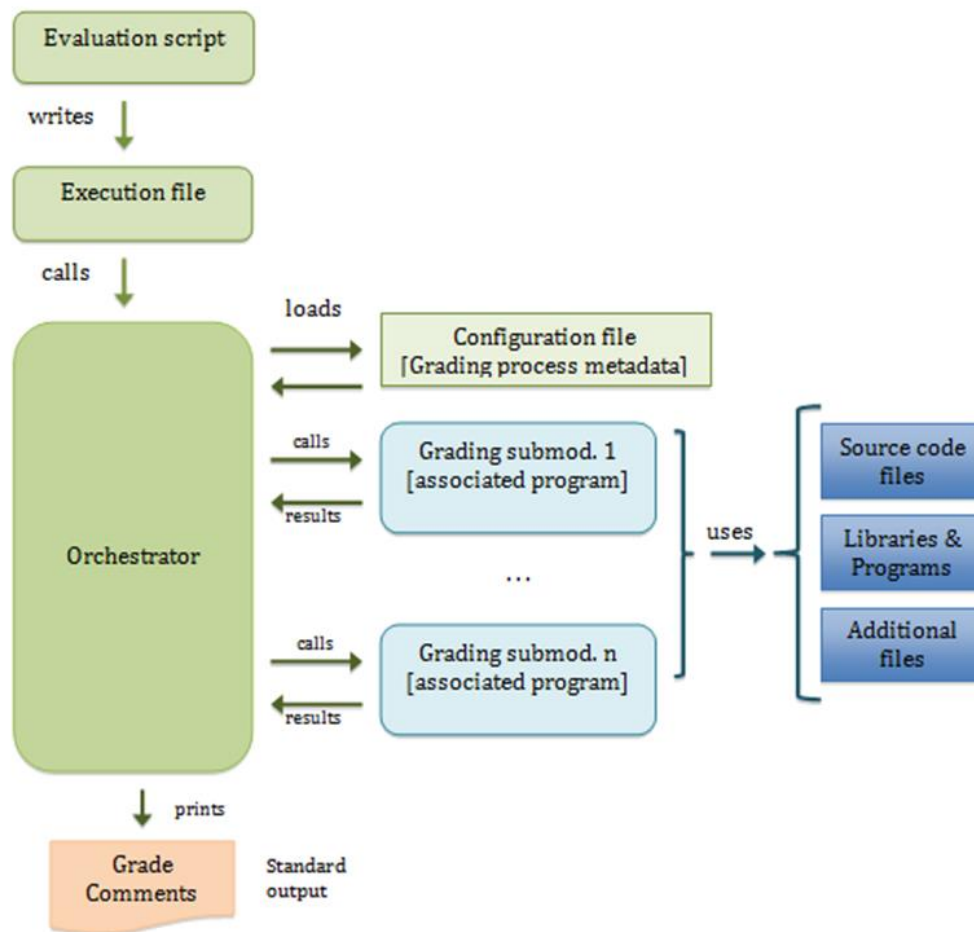 Evaluation script
writes
Execution file
calls
loads
Configuration file
[Grading process metadata]
calls
Grading submod. 1
[associated program]
results
Orchestrator
...
uses
Source code
files
Libraries &
Programs
Additional
files
calls
Grading submod. n
[associated program]
results
prints
Grade
Comments
Standard
output